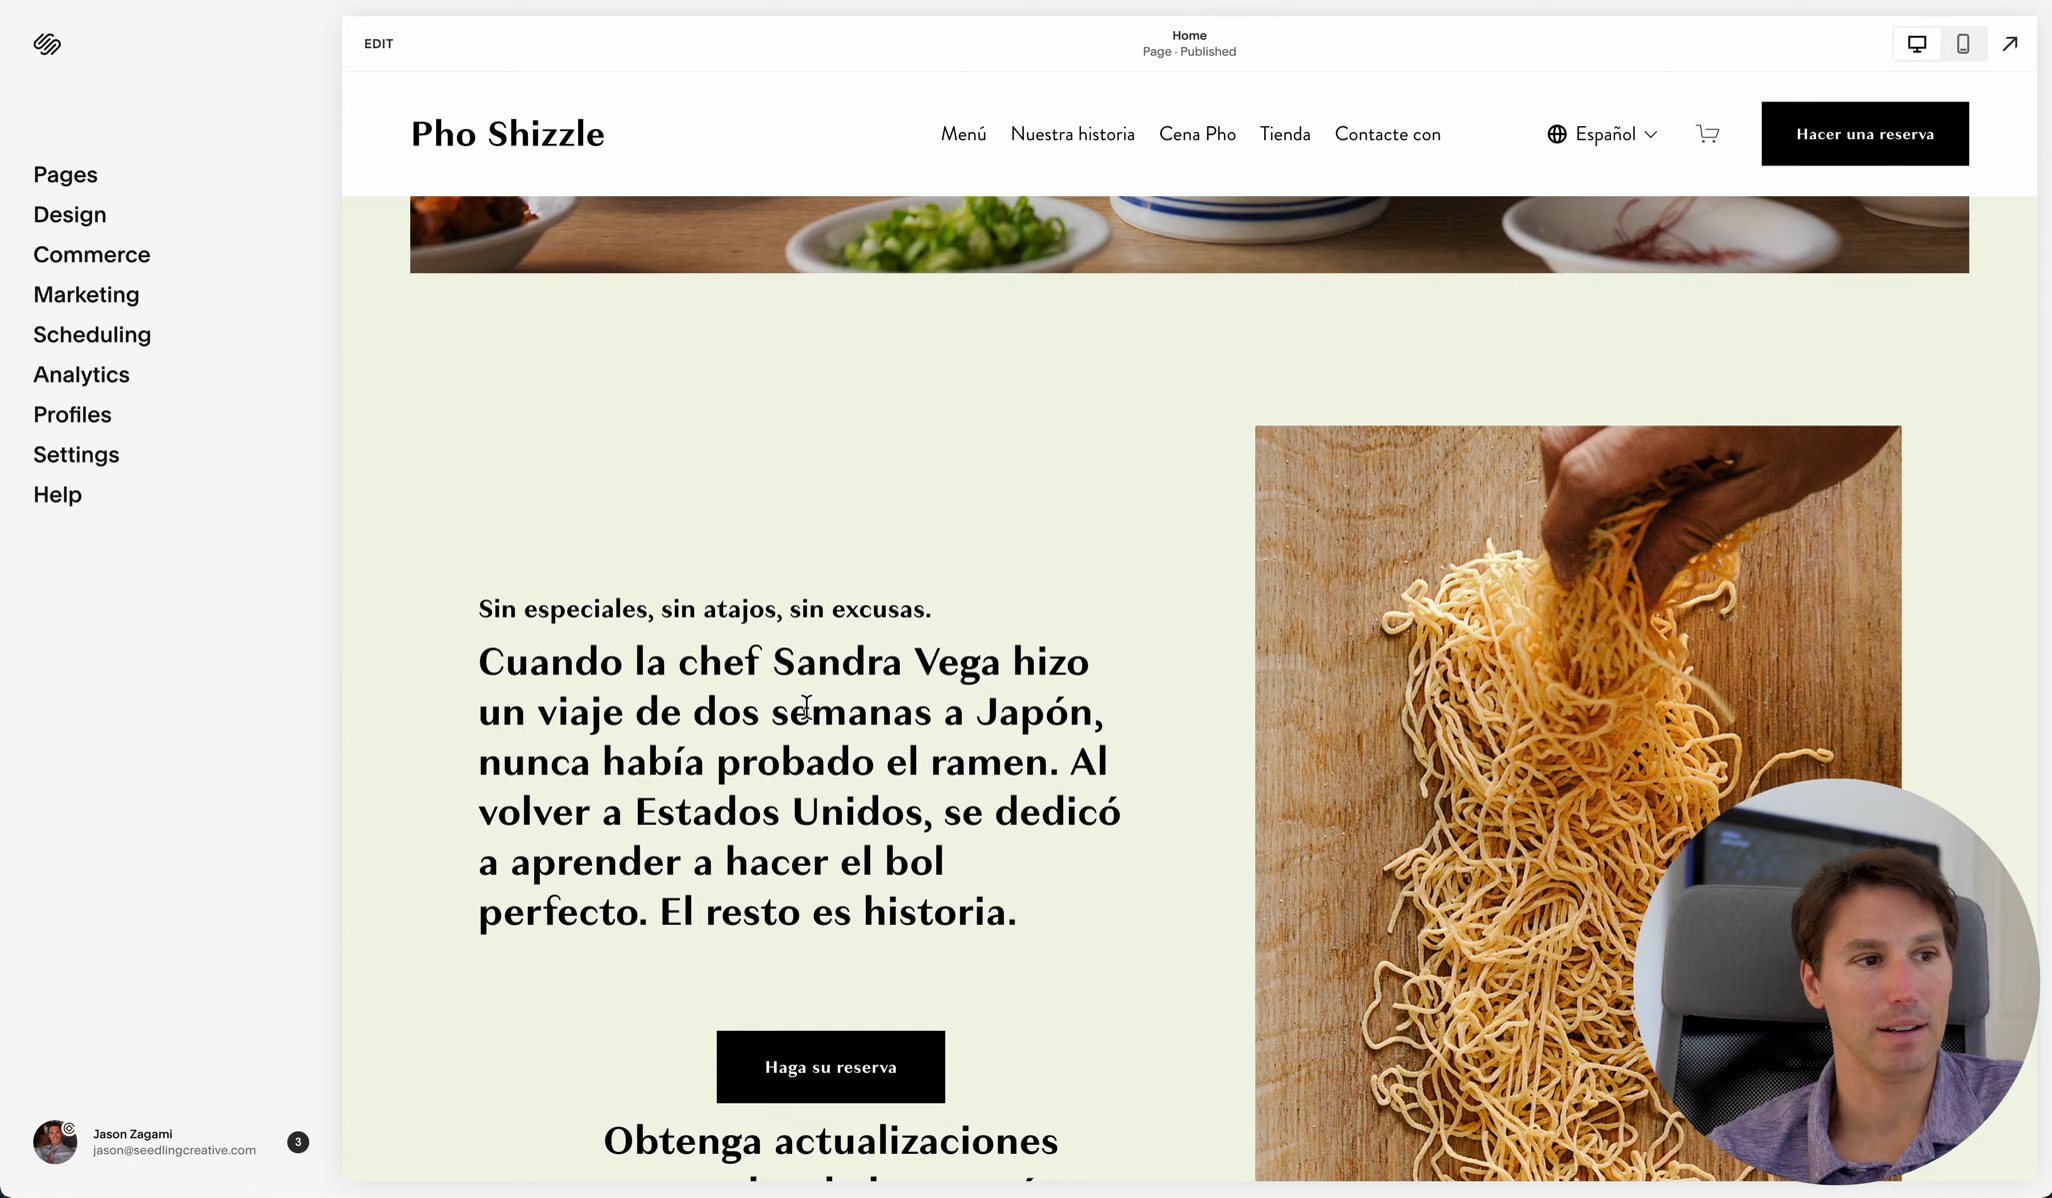 EDIT
Home
Page · Published
Pho Shizzle
Menú
Nuestra historia
Cena Pho
Tienda
Contacte con
Español
Hacer una reserva
Pages
Design
Commerce
Marketing
Scheduling
Analytics
Profiles
Settings
Help
Sin especiales, sin atajos, sin excusas.
Cuando la chef Sandra Vega hizo
un viaje de dos semanas a Japón,
nunca había probado el ramen. Al
volver a Estados Unidos, se dedicó
a aprender a hacer el bol
perfecto. El resto es historia.
Haga su reserva
Obtenga actualizaciones
Jason Zagami
jason@seedlingcreative.com
3